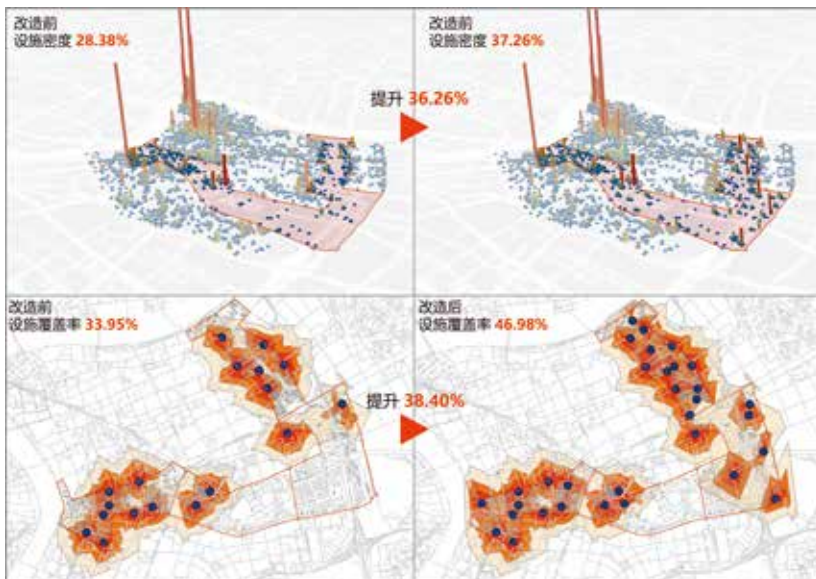 改造前
设施密度 28.38%
提升 36.26%
改造前
设施密度 37.26%
改造前
设施覆盖率 33.95%
提升 38.40%
改造后
设施覆盖率 46.98%